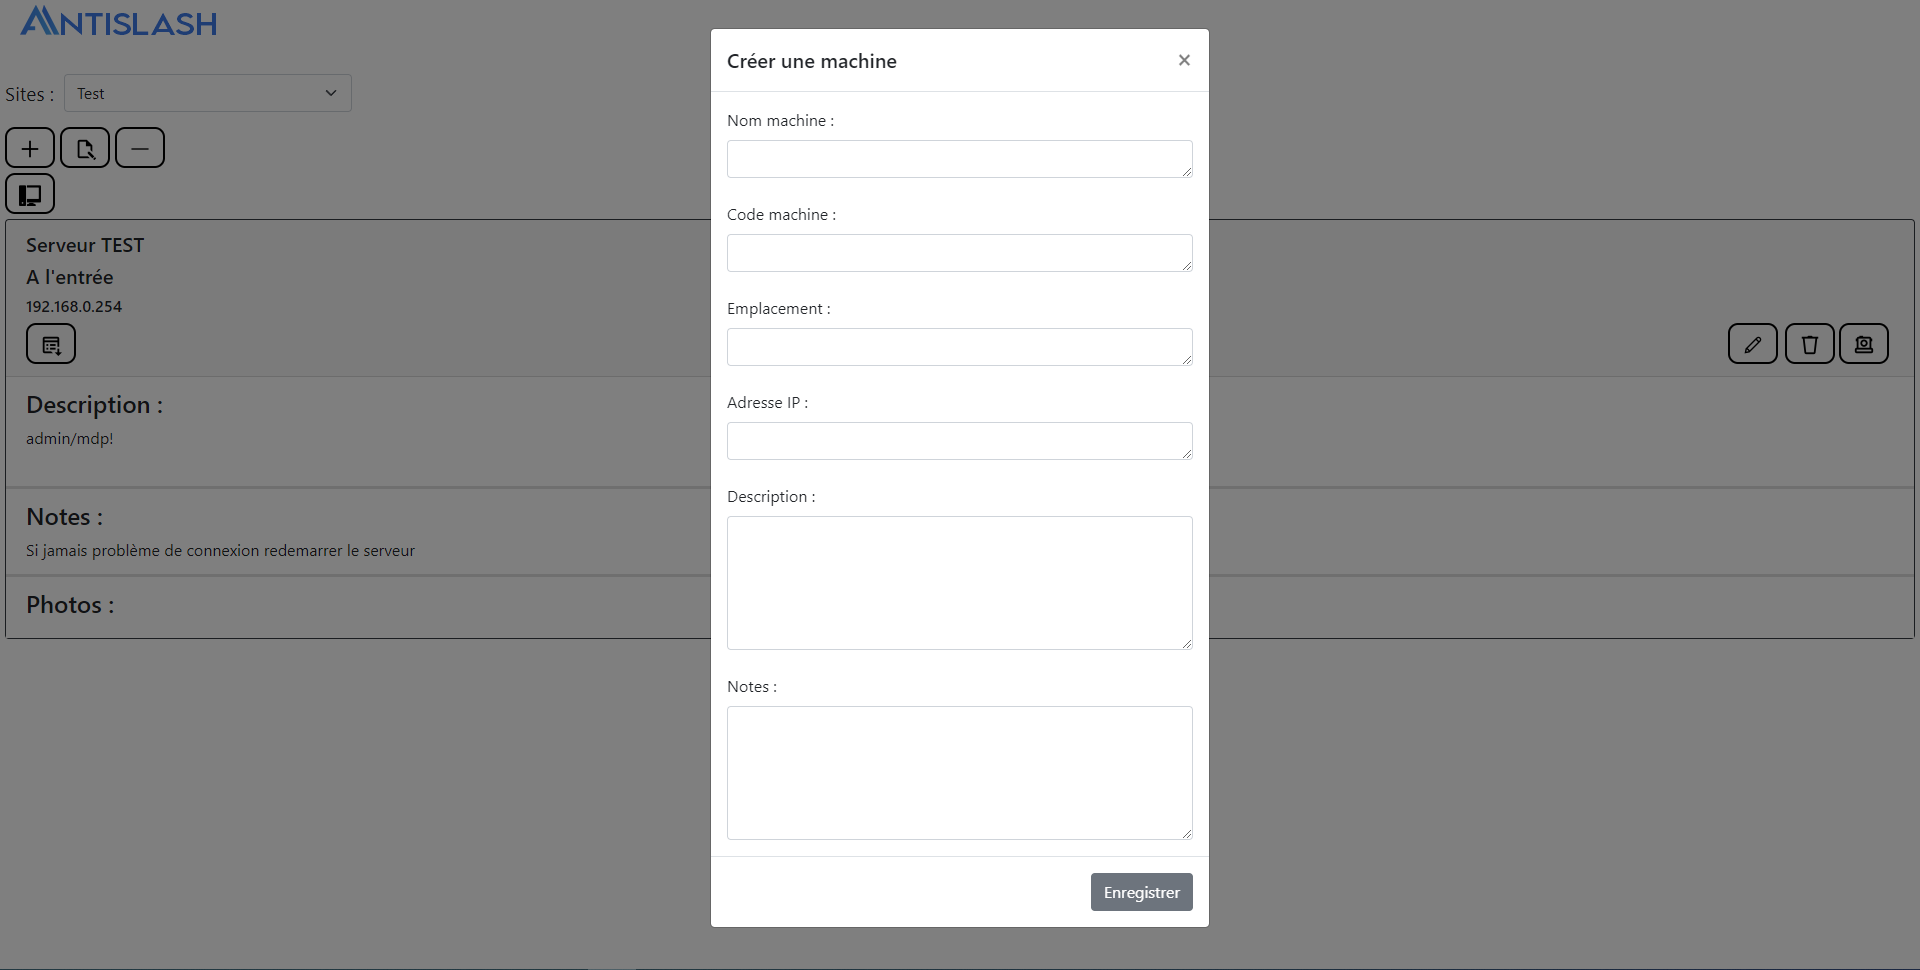 ANTISLASH
Sites :
Test
Serveur TEST
A l'entrée
192.168.0.254
Description :
admin/mdp!
Notes :
Si jamais problème de connexion redemarrer le serveur
Photos :
Créer une machine
×
Nom machine :
Code machine :
Emplacement :
Adresse IP :
Description :
Notes :
Enregistrer